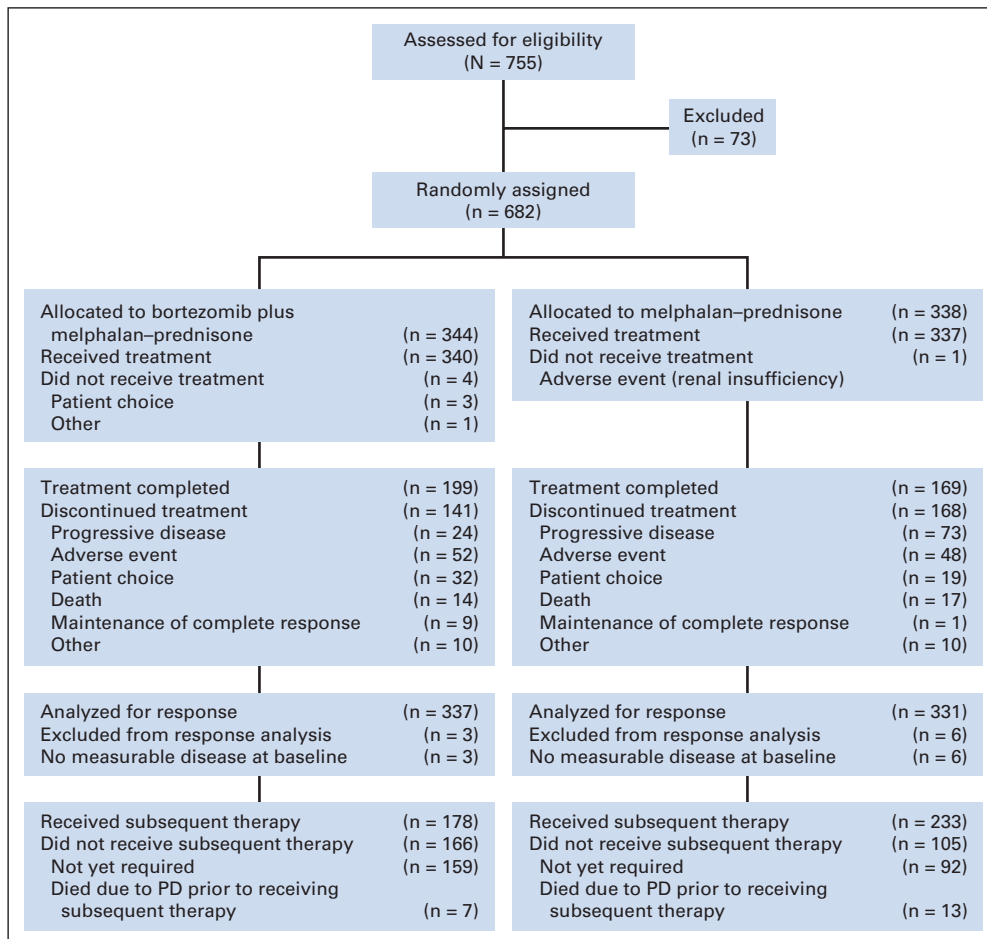 Assessed for eligibility
(N = 755)
Excluded
(n = 73)
Randomly assigned
(n = 682)
Allocated to bortezomib plus
melphalan–prednisone (n = 344)
Received treatment (n = 340)
Did not receive treatment (n = 4)
Patient choice (n = 3)
Other (n = 1)
Allocated to melphalan–prednisone (n = 338)
Received treatment (n = 337)
Did not receive treatment (n = 1)
Adverse event (renal insufficiency)
Treatment completed (n = 199)
Discontinued treatment (n = 141)
Progressive disease (n = 24)
Adverse event (n = 52)
Patient choice (n = 32)
Death (n = 14)
Maintenance of complete response (n = 9)
Other (n = 10)
Treatment completed (n = 169)
Discontinued treatment (n = 168)
Progressive disease (n = 73)
Adverse event (n = 48)
Patient choice (n = 19)
Death (n = 17)
Maintenance of complete response (n = 1)
Other (n = 10)
Analyzed for response (n = 337)
Excluded from response analysis (n = 3)
No measurable disease at baseline (n = 3)
Analyzed for response (n = 331)
Excluded from response analysis (n = 6)
No measurable disease at baseline (n = 6)
Received subsequent therapy (n = 178)
Did not receive subsequent therapy (n = 166)
Not yet required (n = 159)
Died due to PD prior to receiving
subsequent therapy (n = 7)
Received subsequent therapy (n = 233)
Did not receive subsequent therapy (n = 105)
Not yet required (n = 92)
Died due to PD prior to receiving
subsequent therapy (n = 13)